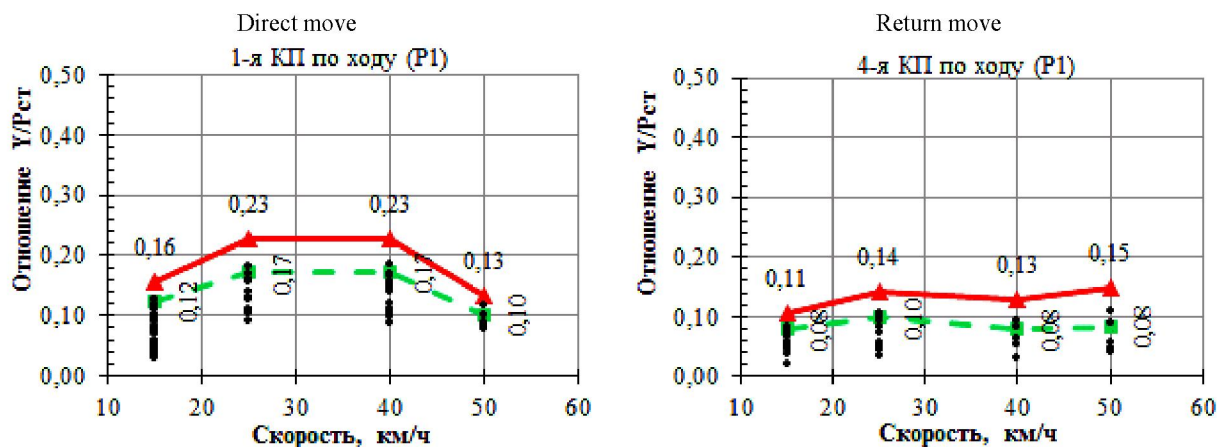 Direct move
1-я КП по ходу (Р1)
Отношение Y/Рст
0,50
0,40
0,30
0,20
0,10
0,00
0,16
0,23
0,23
0,13
0,12
0,17
0,17
0,10
10 20 30 40 50 60
Скорость, км/ч
Return move
4-я КП по ходу (Р1)
Отношение Y/Рст
0,50
0,40
0,30
0,20
0,10
0,00
0,11
0,14
0,13
0,15
0,08
0,10
0,08
0,08
10 20 30 40 50 60
Скорость, км/ч